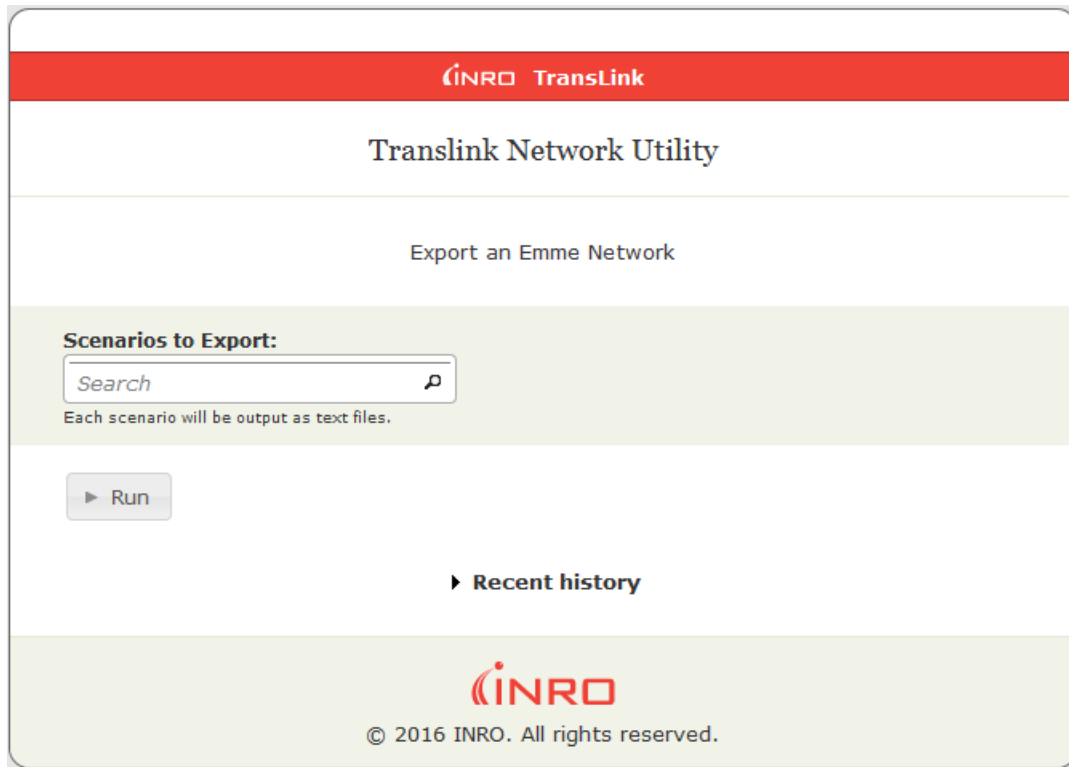 INRO TransLink
Translink Network Utility
Export an Emme Network
Scenarios to Export:
Search
Each scenario will be output as text files.
Run
Recent history
INRO
© 2016 INRO. All rights reserved.